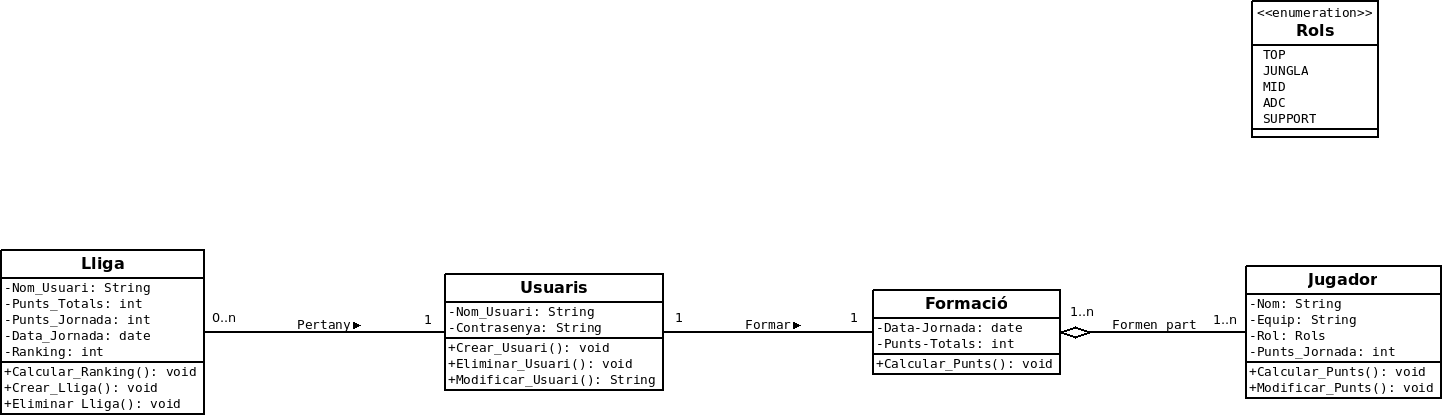 <<enumeration>>
Rols
TOP
JUNGLA
MID
ADC
SUPPORT
Lliga
-Nom_Usuari: String
-Punts_Totals: int
-Punts_Jornada: int
-Data_Jornada: date
-Ranking: int
+Calcular_Ranking(): void
+Crear_Lliga(): void
+Eliminar Lliga(): void
0..n
Pertany►
1
Usuaris
-Nom_Usuari: String
-Contrasenya: String
+Crear_Usuari(): void
+Eliminar_Usuari(): void
+Modificar_Usuari(): String
1
Formar►
1
Formació
-Data-Jornada: date
-Punts-Totals: int
+Calcular_Punts(): void
1..n
Formen part
1..n
Jugador
-Nom: String
-Equip: String
-Rol: Rols
-Punts_Jornada: int
+Calcular_Punts(): void
+Modificar_Punts(): void